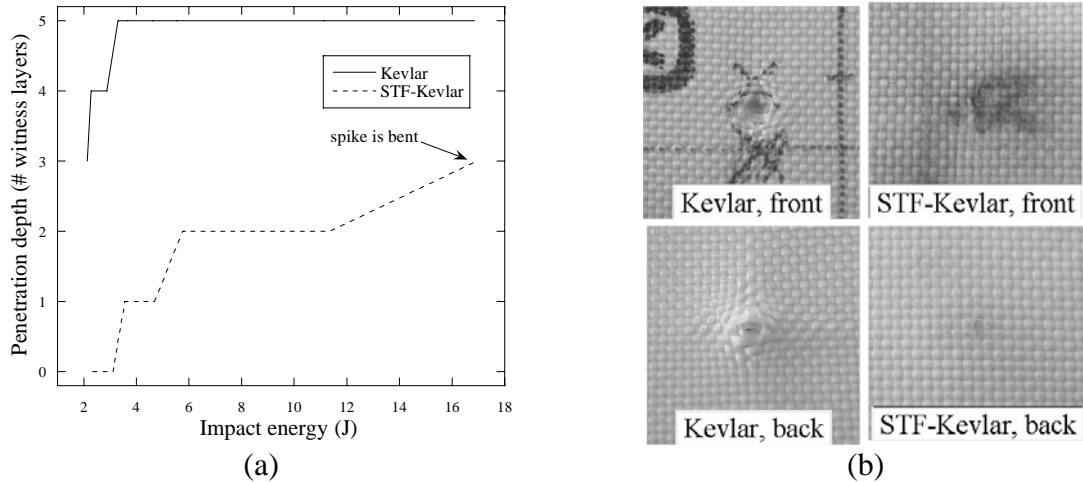 Penetration depth (# witness layers)
5
4
3
2
1
0
Kevlar
STF-Kevlar
spike is bent
2 4 6 8 10 12 14 16 18
Impact energy (J)
(a)
Kevlar, front
STF-Kevlar, front
Kevlar, back
STF-Kevlar, back
(b)